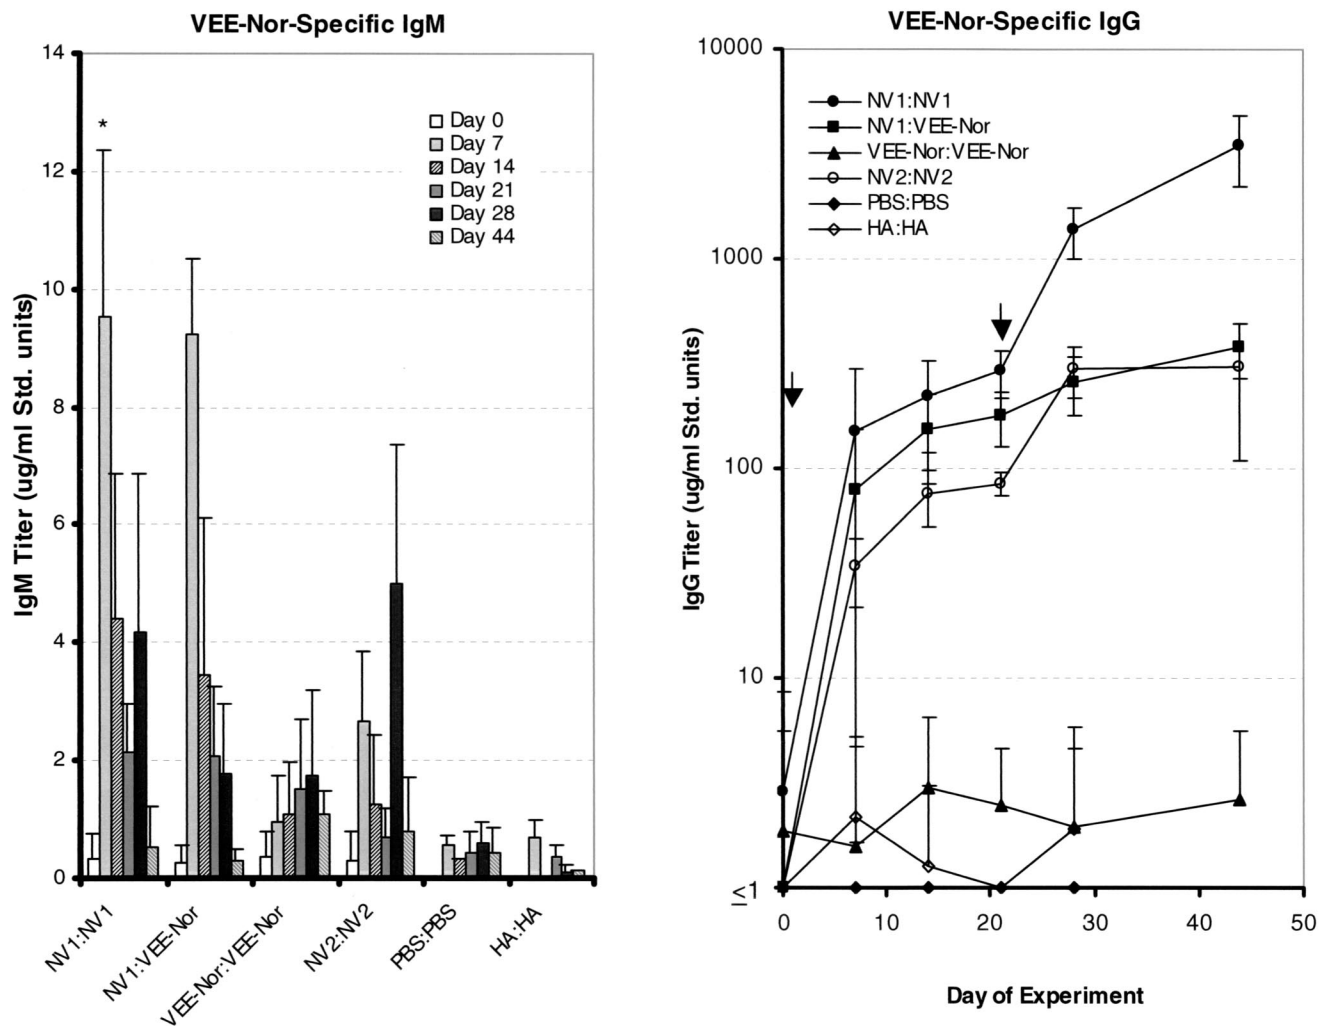 VEE-Nor-Specific IgM
14
12
10
8
6
4
2
0
IgM Titer (ug/ml Std. units)
*
Day 0
Day 7
Day 14
Day 21
Day 28
Day 44
NV1:NV1
NV1:VEE-Nor
VEE-Nor:VEE-Nor
NV2:NV2
PBS:PBS
HA:HA
VEE-Nor-Specific IgG
10000
1000
100
10
≤1
IgG Titer (ug/ml Std. units)
NV1:NV1
NV1:VEE-Nor
VEE-Nor:VEE-Nor
NV2:NV2
PBS:PBS
HA:HA
0 10 20 30 40 50
Day of Experiment